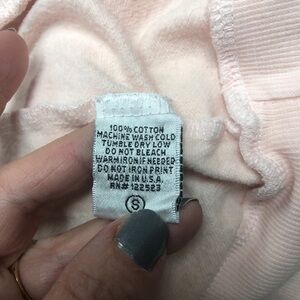 100% COTTON
MACHINE WASH COLD
TUMBLE DRY LOW
DO NOT BLEACH
WARM IRON IF NEEDED
DO NOT IRON PRINT
MADE IN U.S.A.
RN# 122523
S